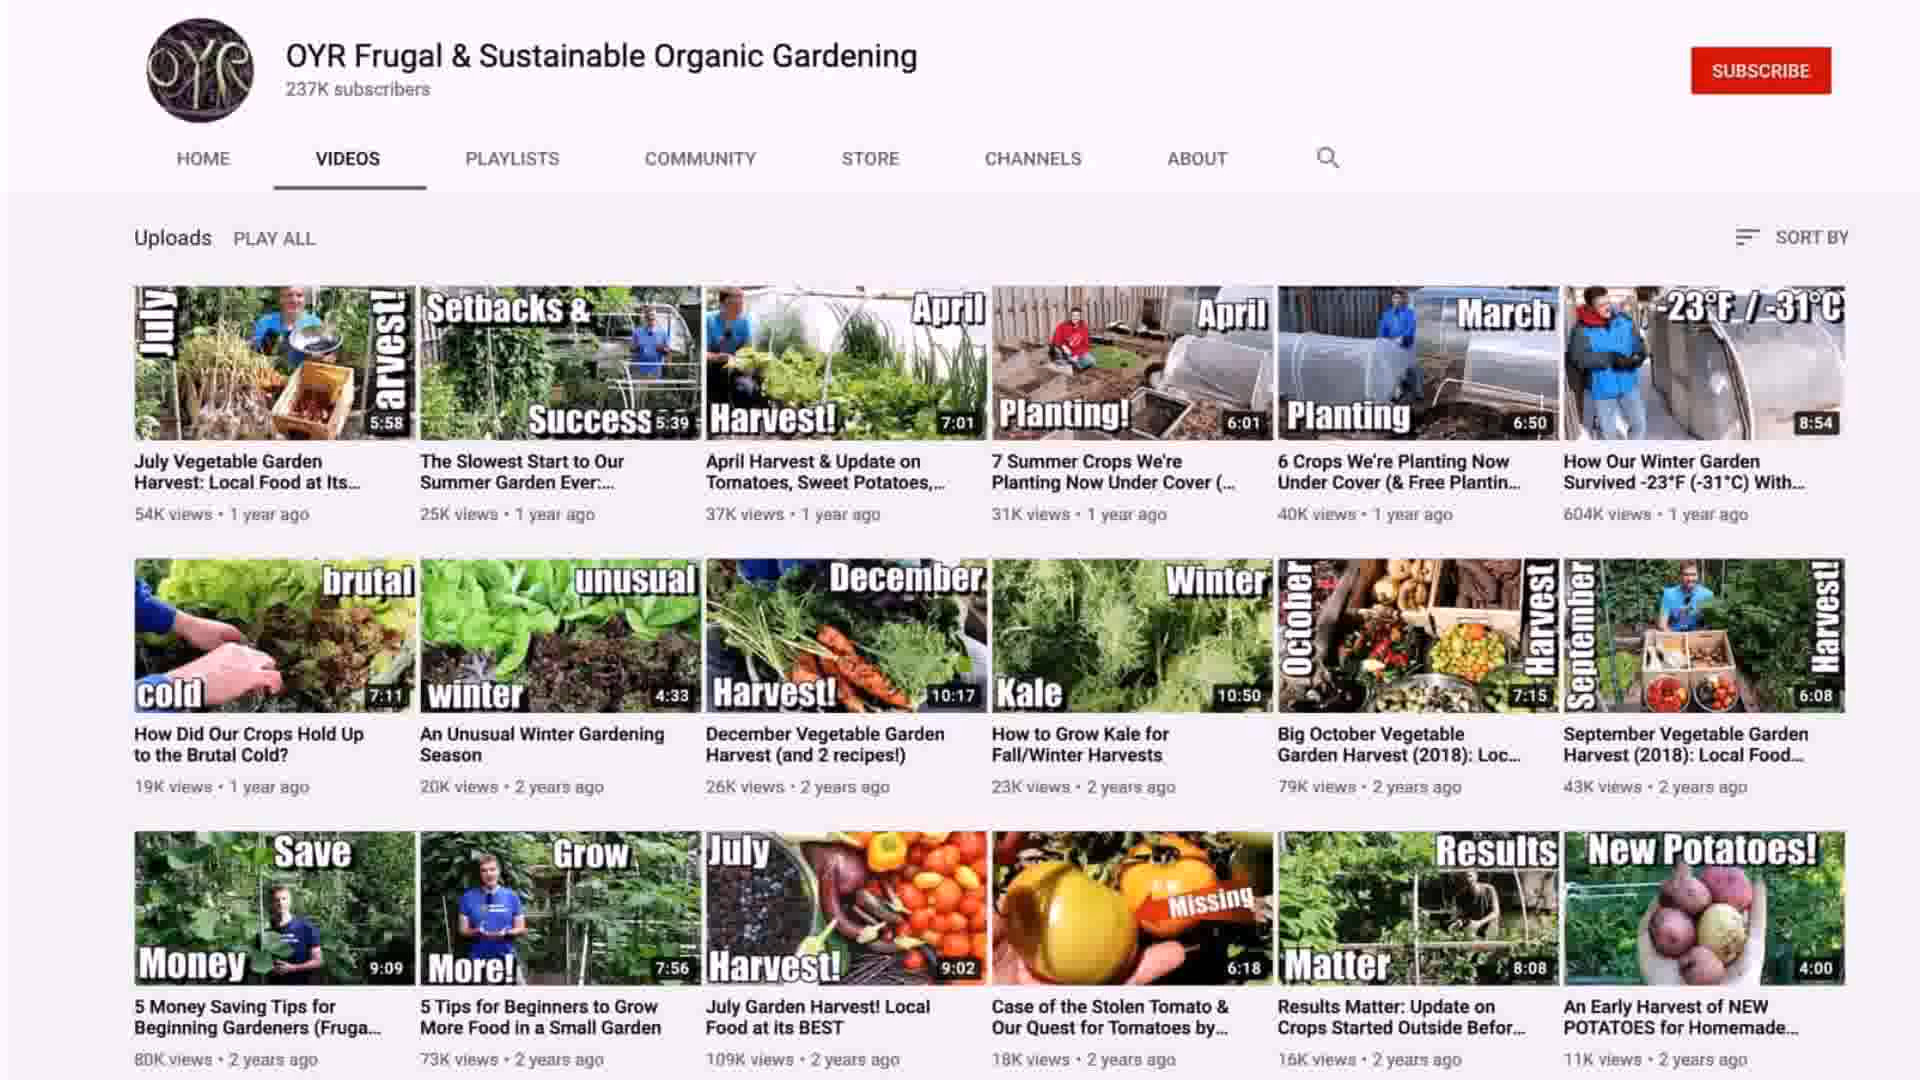 OYR
OYR Frugal & Sustainable Organic Gardening
237K subscribers
SUBSCRIBE
HOME
VIDEOS
PLAYLISTS
COMMUNITY
STORE
CHANNELS
ABOUT
Uploads
PLAY ALL
SORT BY
July
arvest!
5:58
July Vegetable Garden
Harvest: Local Food at Its...
54K views • 1 year ago
Setbacks &
Success
5:39
The Slowest Start to Our
Summer Garden Ever:...
25K views • 1 year ago
April
Harvest!
7:01
April Harvest & Update on
Tomatoes, Sweet Potatoes,...
37K views • 1 year ago
April
Planting!
6:01
7 Summer Crops We're
Planting Now Under Cover (...
31K views • 1 year ago
March
Planting
6:50
6 Crops We're Planting Now
Under Cover (& Free Plantin...
40K views • 1 year ago
-23°F / -31°C
8:54
How Our Winter Garden
Survived -23°F (-31°C) With...
604K views • 1 year ago
brutal
cold
7:11
How Did Our Crops Hold Up
to the Brutal Cold?
19K views • 1 year ago
unusual
winter
4:33
An Unusual Winter Gardening
Season
20K views • 2 years ago
December
Harvest!
10:17
December Vegetable Garden
Harvest (and 2 recipes!)
26K views • 2 years ago
Winter
Kale
10:50
How to Grow Kale for
Fall/Winter Harvests
23K views • 2 years ago
October
Harvest
7:15
Big October Vegetable
Garden Harvest (2018): Loc...
79K views • 2 years ago
September
Harvest!
6:08
September Vegetable Garden
Harvest (2018): Local Food...
43K views • 2 years ago
Save
Money
9:09
5 Money Saving Tips for
Beginning Gardeners (Fruga...
80K views • 2 years ago
Grow
More!
7:56
5 Tips for Beginners to Grow
More Food in a Small Garden
73K views • 2 years ago
July
Harvest!
9:02
July Garden Harvest! Local
Food at its BEST
109K views • 2 years ago
Missing
6:18
Case of the Stolen Tomato &
Our Quest for Tomatoes by...
18K views • 2 years ago
Results
Matter
8:08
Results Matter: Update on
Crops Started Outside Befor...
16K views • 2 years ago
New Potatoes!
4:00
An Early Harvest of NEW
POTATOES for Homemade...
11K views • 2 years ago